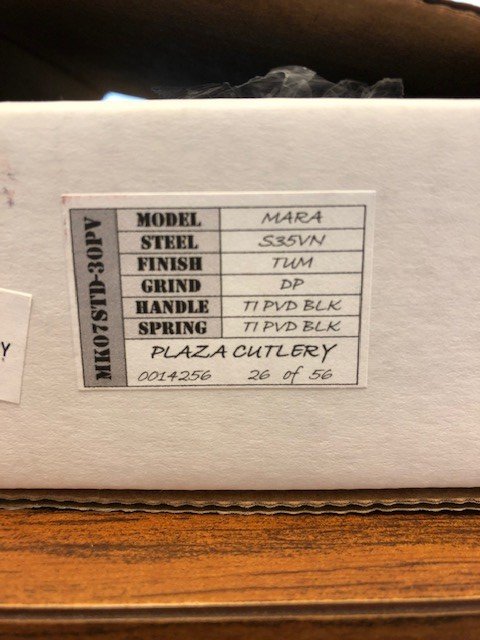 MK07STD-30PV
MODEL MARA
STEEL S35VN
FINISH TUM
GRIND DP
HANDLE TI PVD BLK
SPRING TI PVD BLK
PLAZA CUTLERY
0014256 26 of 56
Y